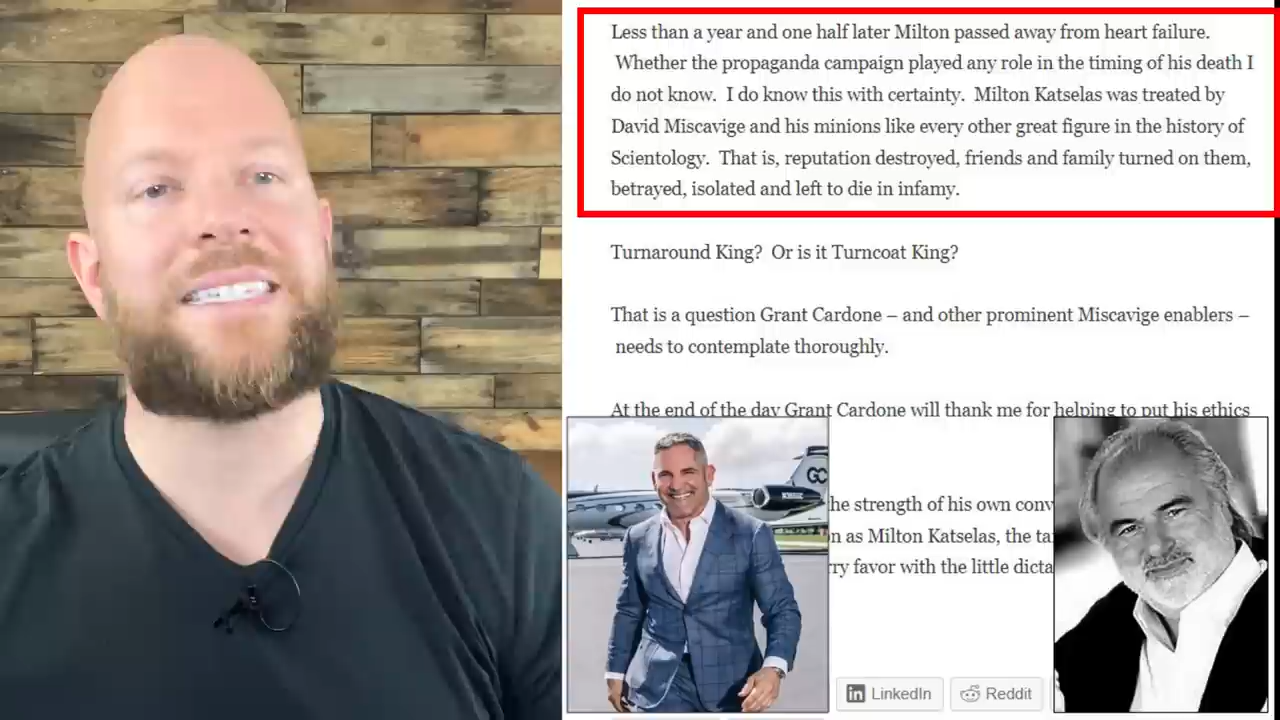 Less than a year and one half later Milton passed away from heart failure.
Whether the propaganda campaign played any role in the timing of his death I
do not know. I do know this with certainty. Milton Katselas was treated by
David Miscavige and his minions like every other great figure in the history of
Scientology. That is, reputation destroyed, friends and family turned on them,
betrayed, isolated and left to die in infamy.
Turnaround King? Or is it Turncoat King?
That is a question Grant Cardone – and other prominent Miscavige enablers –
needs to contemplate thoroughly.
At the end of the day Grant Cardone will thank me for helping to put his ethics
he strength of his own conv
n as Milton Katselas, the ta
rry favor with the little dicta
GC
LinkedIn
Reddit